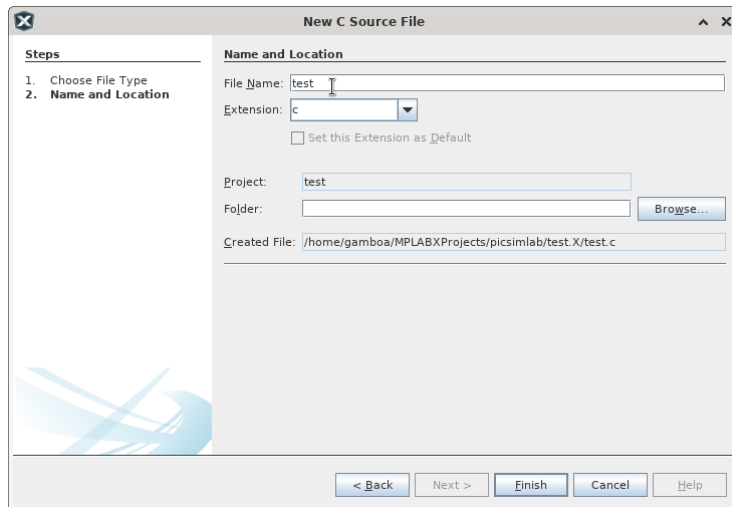 New C Source File
Steps
1. Choose File Type
2. Name and Location
Name and Location
File Name: test
Extension: c
Set this Extension as Default
Project: test
Folder: Browse...
Created File: /home/gamboa/MPLABXProjects/picsimlab/test.X/test.c
< Back Next > Finish Cancel Help